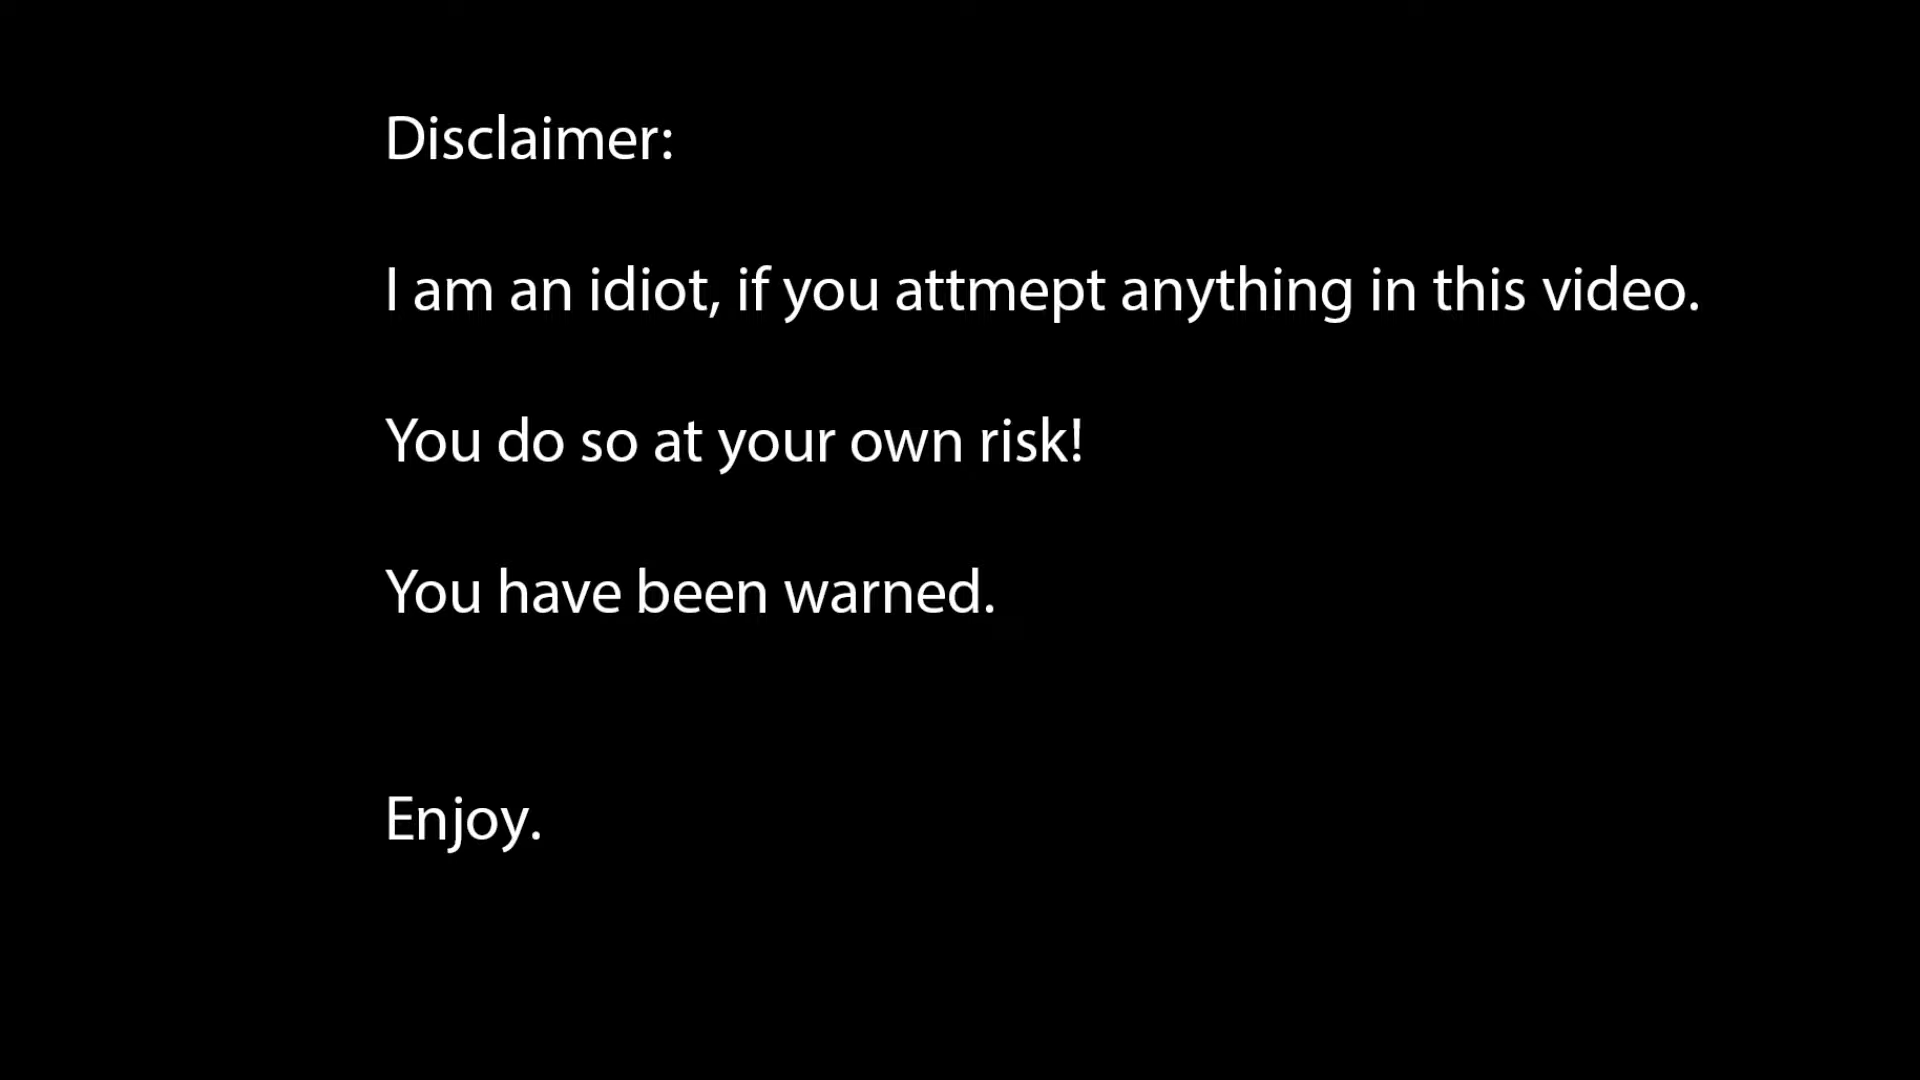 Disclaimer:
I am an idiot, if you attmept anything in this video.
You do so at your own risk!
You have been warned.
Enjoy.